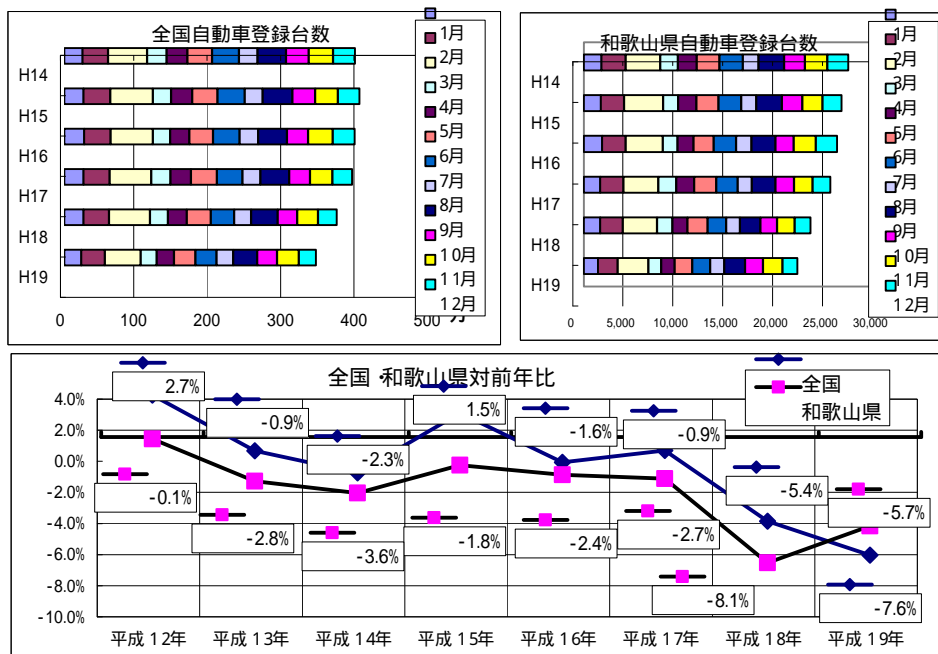 全国自動車登録台数
H14
H15
H16
H17
H18
H19
0
100
200
300
400
500
1月
2月
3月
4月
5月
6月
7月
8月
9月
10月
11月
12月
和歌山県自動車登録台数
H14
H15
H16
H17
H18
H19
0
5,000
10,000
15,000
20,000
25,000
30,000
1月
2月
3月
4月
5月
6月
7月
8月
9月
10月
11月
12月
全国・和歌山県対前年比
全国
和歌山県
4.0%
2.0%
0.0%
-2.0%
-4.0%
-6.0%
-8.0%
-10.0%
2.7%
-0.9%
-2.3%
1.5%
-1.6%
-0.9%
-5.4%
-7.6%
-0.1%
-2.8%
-3.6%
-1.8%
-2.4%
-2.7%
-8.1%
-5.7%
平成 12年
平成 13年
平成 14年
平成 15年
平成 16年
平成 17年
平成 18年
平成 19年